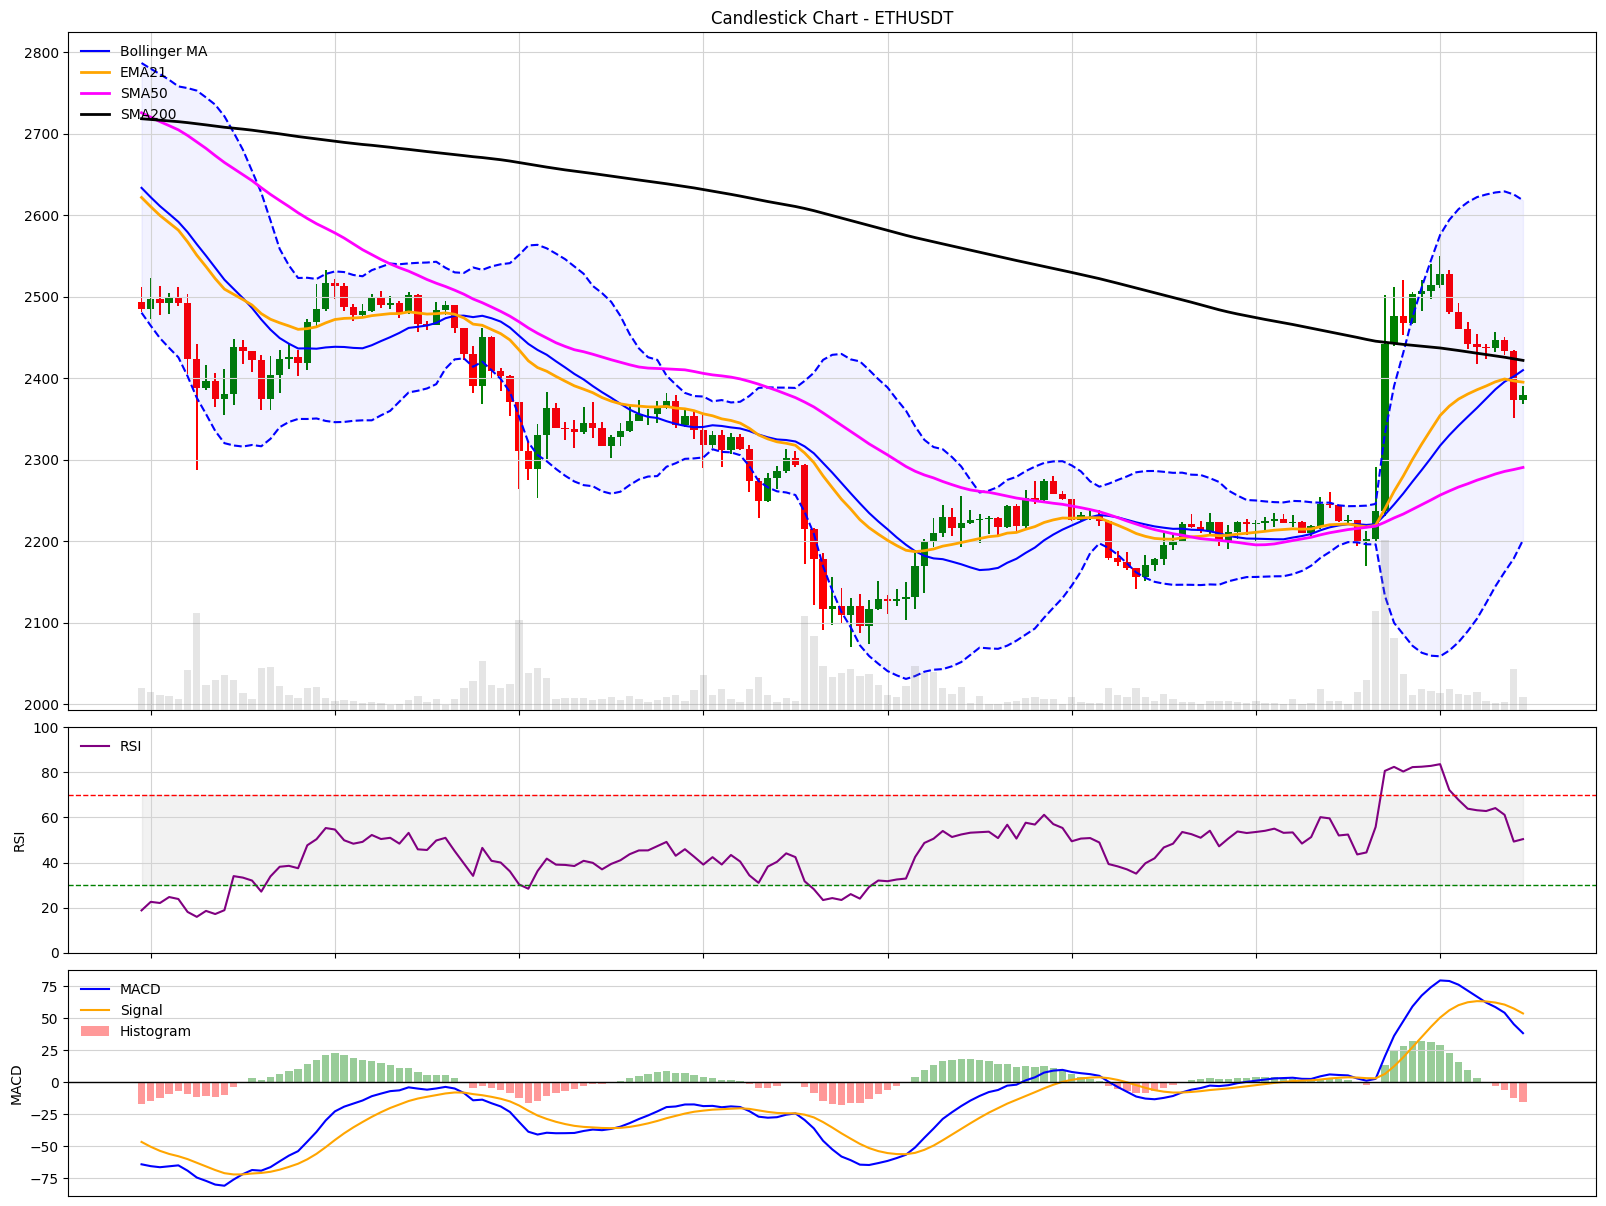 Candlestick Chart - ETHUSDT
Bollinger MA
EMA21
SMA50
SMA200
2800
2700
2600
2500
2400
2300
2200
2100
2000
RSI
100
80
60
40
20
0
RSI
MACD
Signal
Histogram
75
50
25
0
−25
−50
−75
MACD